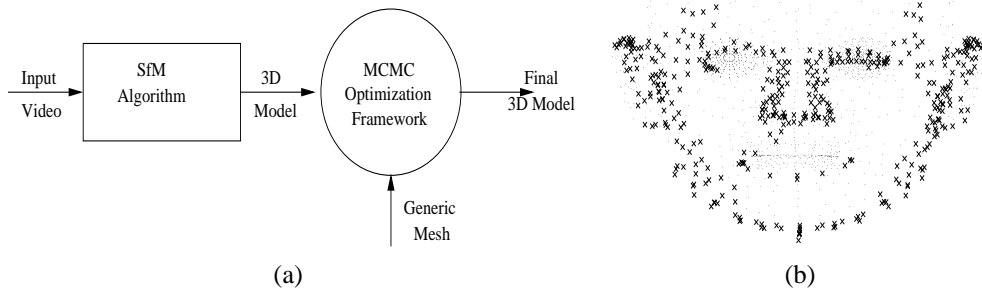 Input
Video
SfM
Algorithm
3D
Model
MCMC
Optimization
Framework
Final
3D Model
Generic
Mesh
(a)
(b)